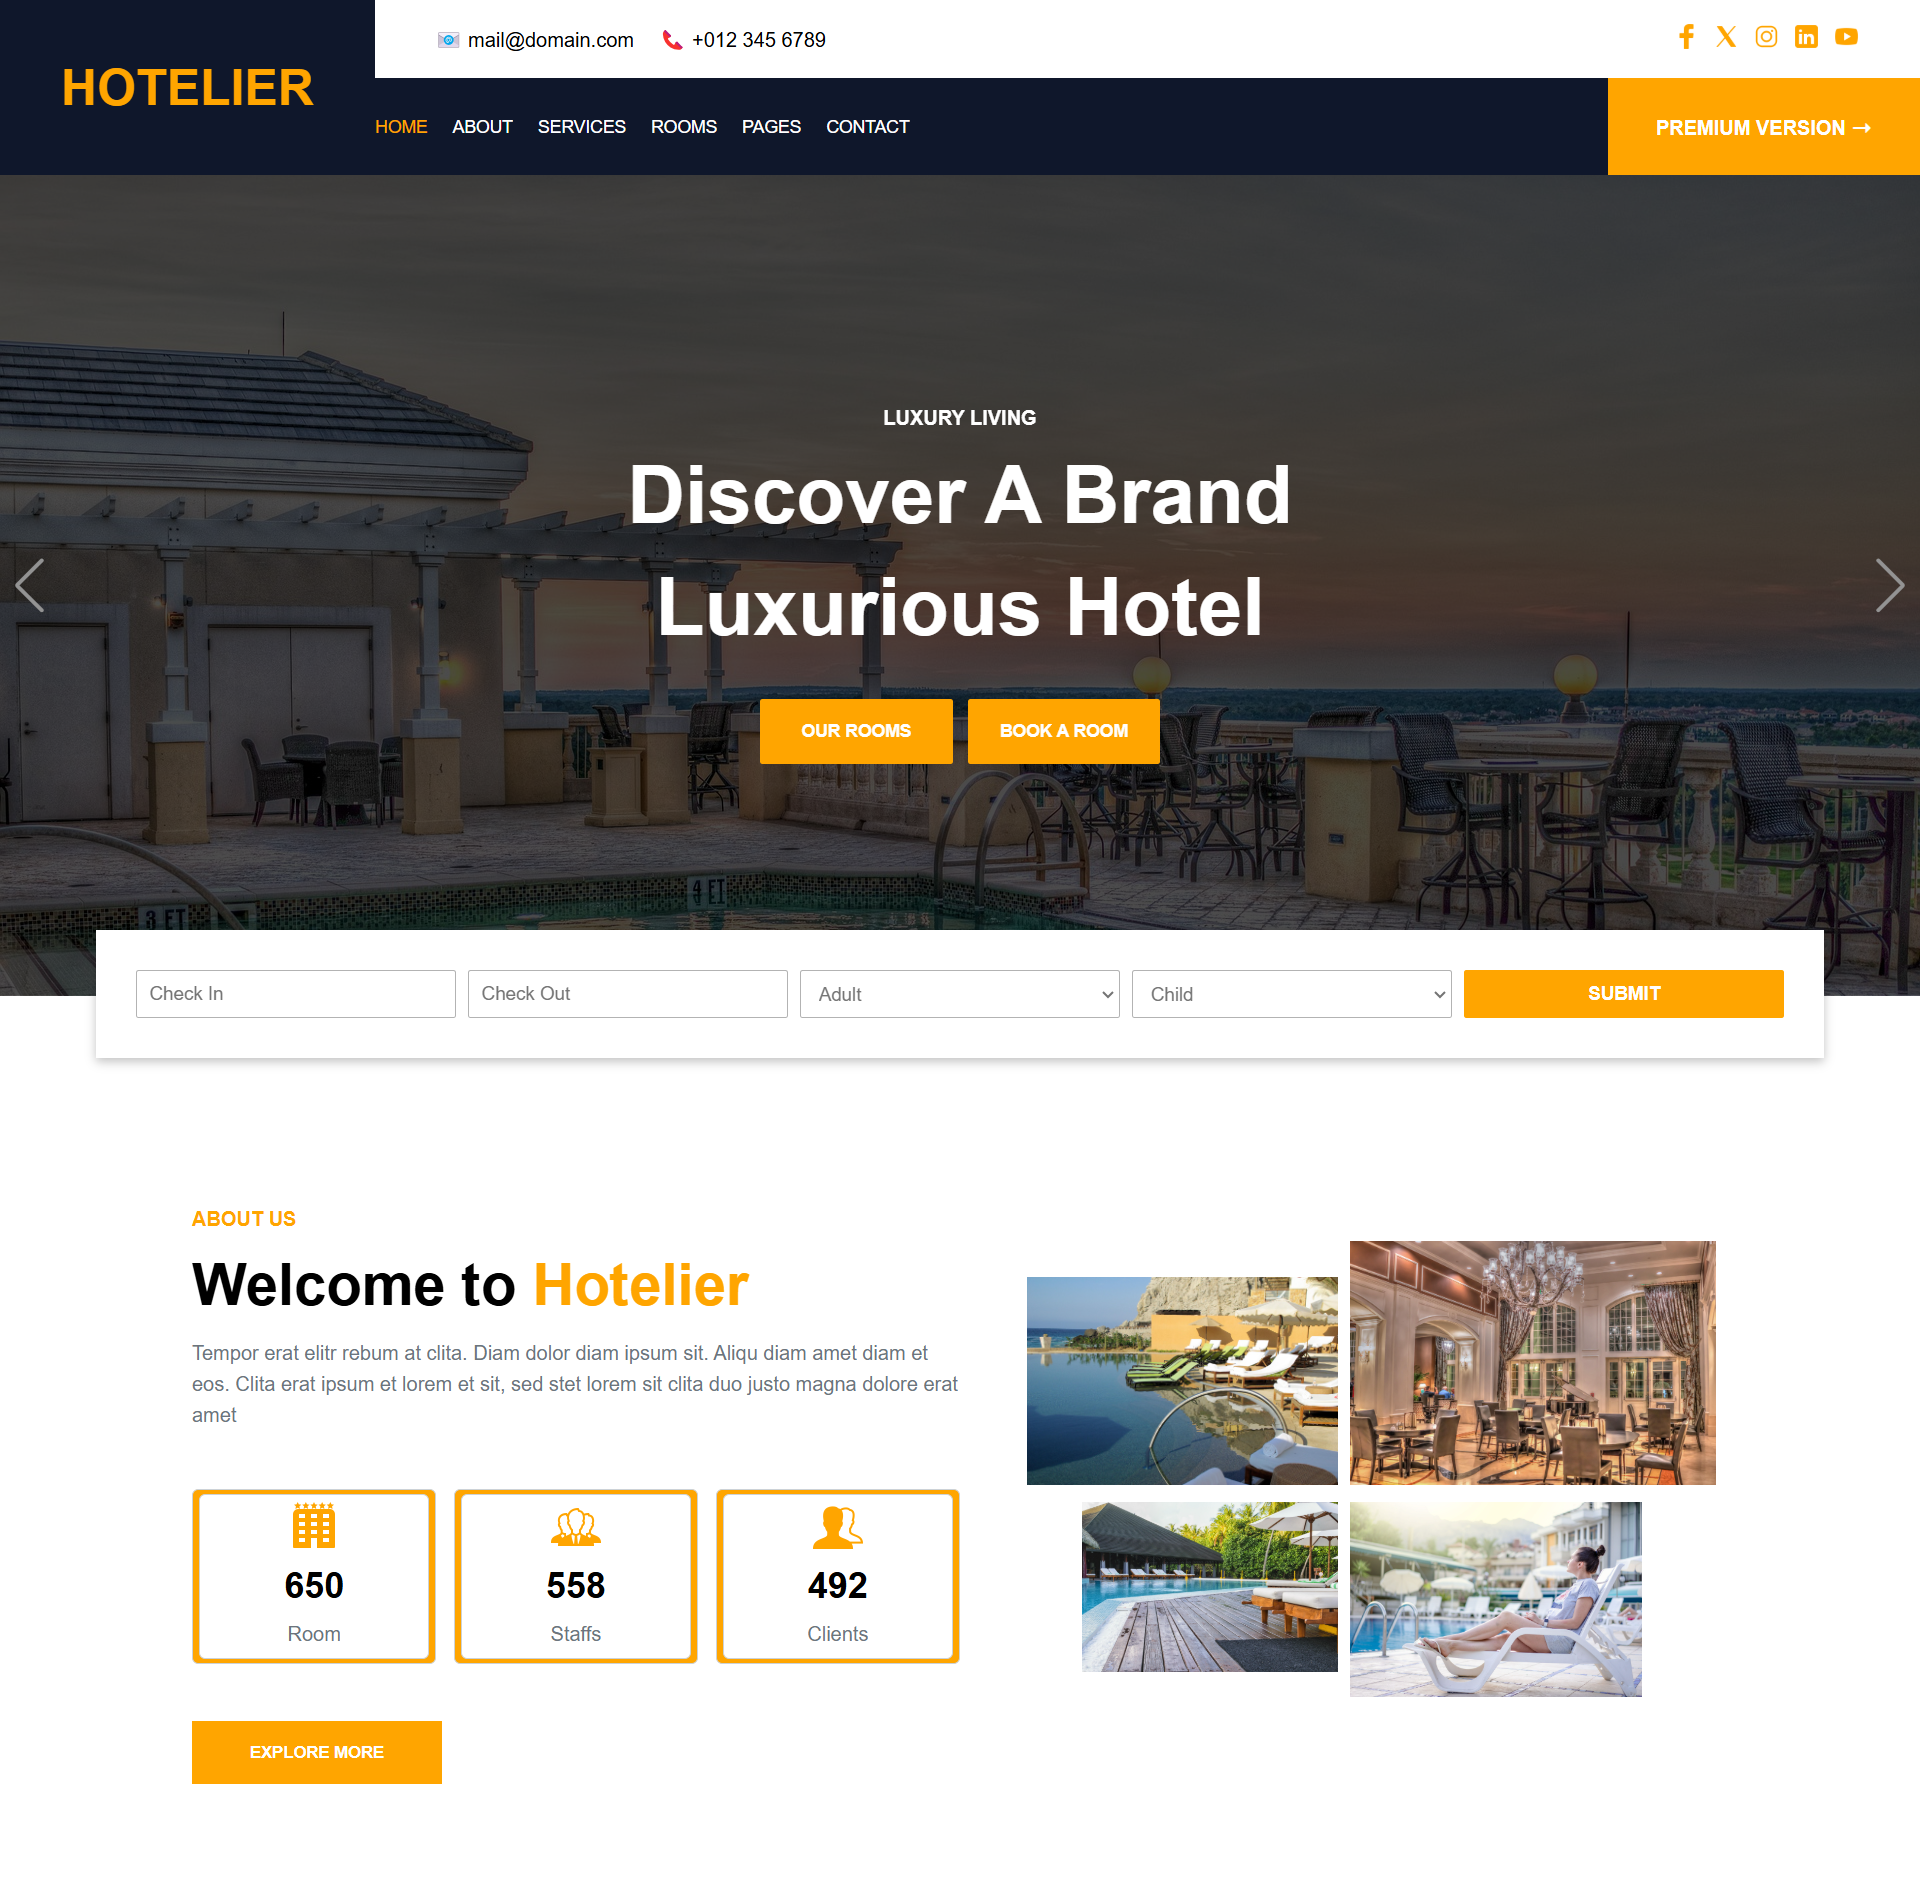 HOTELIER
mail@domain.com
+012 345 6789
HOME ABOUT SERVICES ROOMS PAGES CONTACT
PREMIUM VERSION →
LUXURY LIVING
Discover A Brand
Luxurious Hotel
OUR ROOMS
BOOK A ROOM
4 FT
3 FT
Check In
Check Out
Adult
Child
SUBMIT
ABOUT US
Welcome to Hotelier
Tempor erat elitr rebum at clita. Diam dolor diam ipsum sit. Aliqu diam amet diam et
eos. Clita erat ipsum et lorem et sit, sed stet lorem sit clita duo justo magna dolore erat
amet
650
Room
558
Staffs
492
Clients
EXPLORE MORE